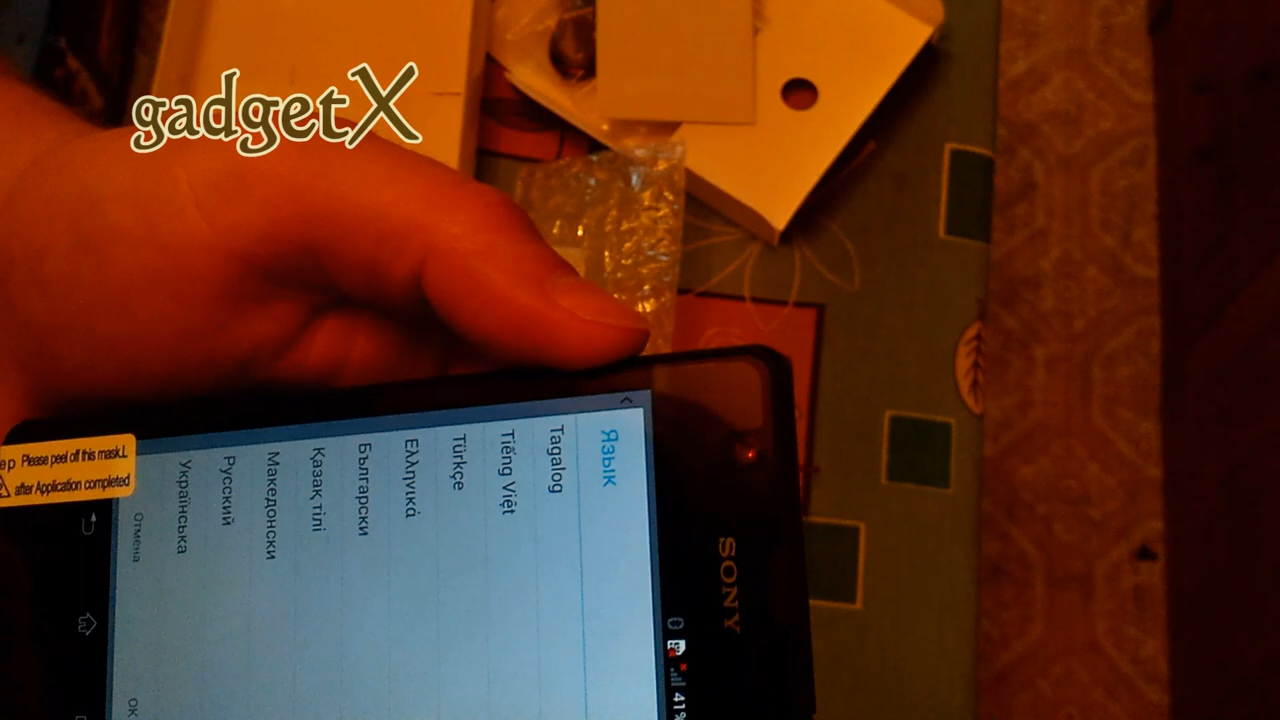 gadgetX
SONY
41%
Язык
Tagalog
Tiếng Việt
Türkçe
Ελληνικά
Български
Қазақ тілі
Македонски
Русский
Українська
Отмена
OK
ep Please peel off this mask.L
after Application completed